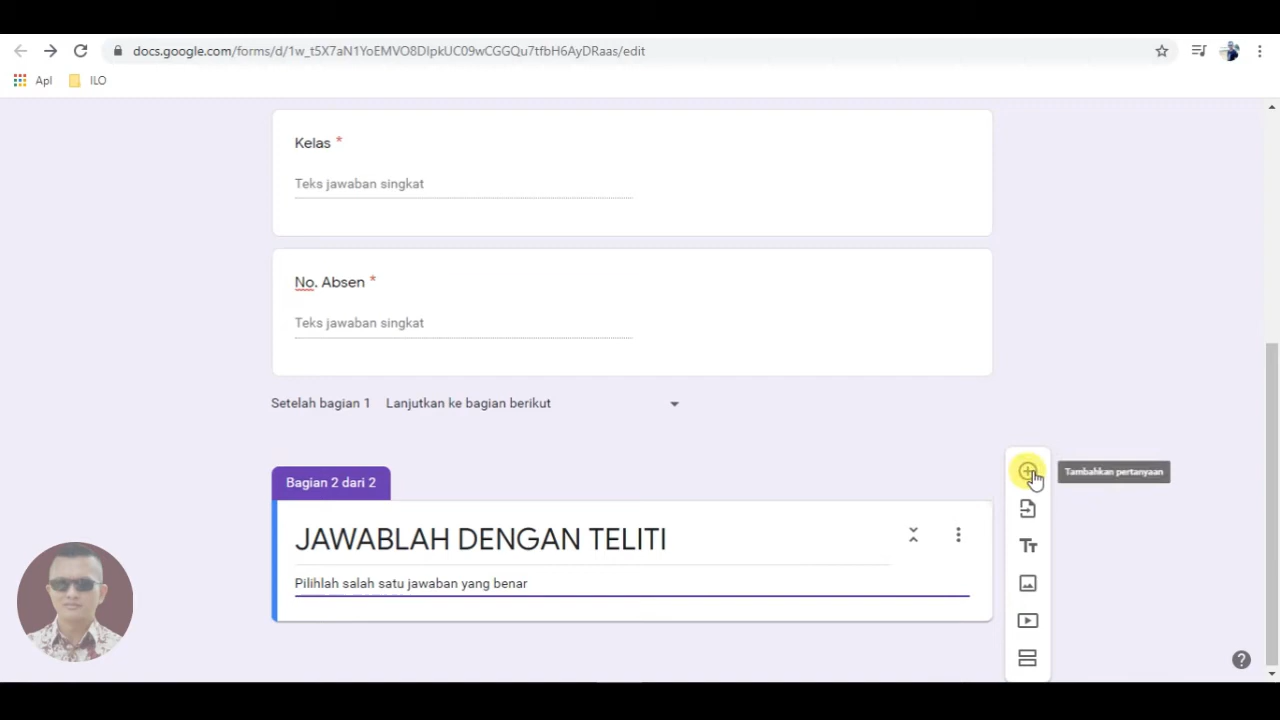 docs.google.com/forms/d/1w_t5X7aN1YoEMVO8DIpkUC09wCGGQu7tfbH6AyDRaas/edit
Apl ILO
Kelas *
Teks jawaban singkat
No. Absen *
Teks jawaban singkat
Setelah bagian 1 Lanjutkan ke bagian berikut
Tambahkan pertanyaan
Bagian 2 dari 2
JAWABLAH DENGAN TELITI
Pilihlah salah satu jawaban yang benar